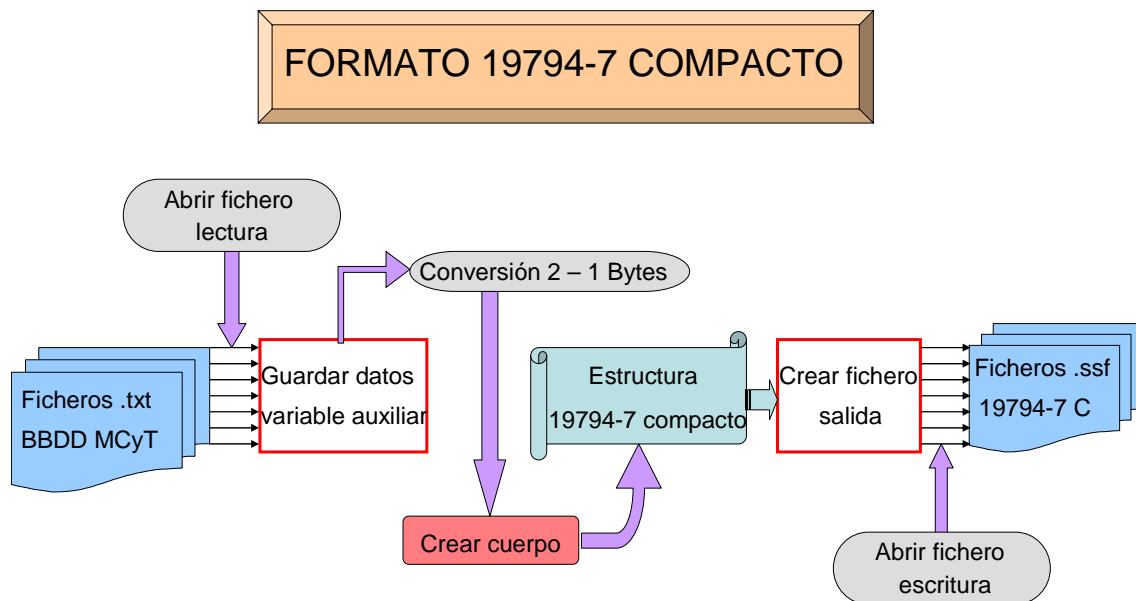 FORMATO 19794-7 COMPACTO
Abrir fichero
lectura
Conversión 2 – 1 Bytes
Ficheros .txt
BBDD MCyT
Guardar datos
variable auxiliar
Estructura
19794-7 compacto
Crear fichero
salida
Ficheros .ssf
19794-7 C
Crear cuerpo
Abrir fichero
escritura